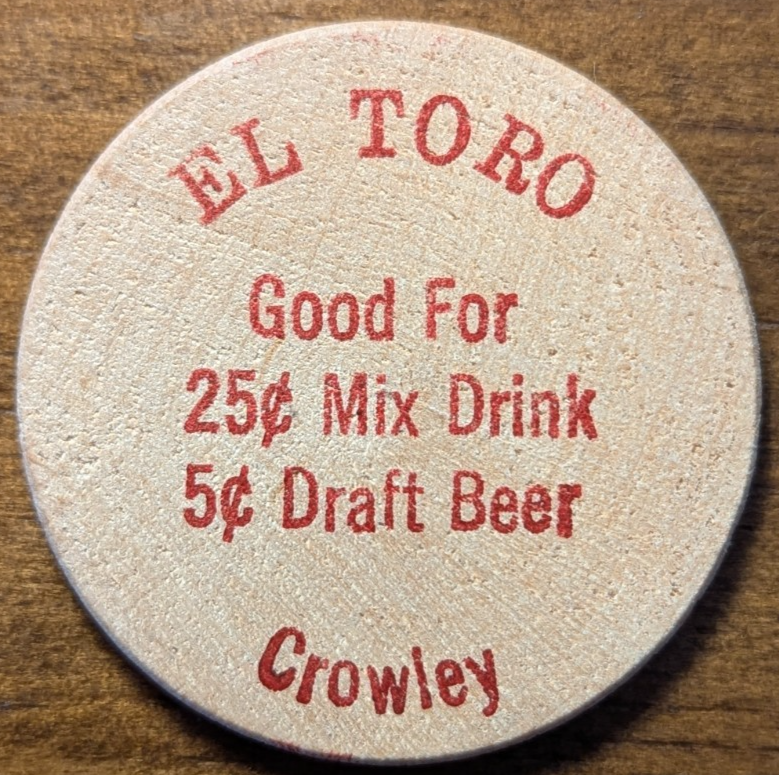 EL TORO
Good For
25¢ Mix Drink
5¢ Draft Beer
Crowley